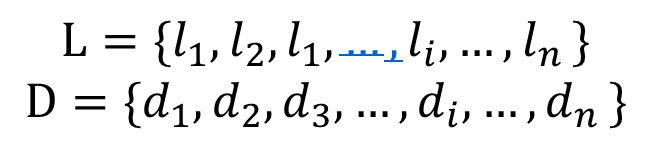 L = {l₁, l₂, l₁, ..., lᵢ, ..., lₙ }
D = {d₁, d₂, d₃, ..., dᵢ, ..., dₙ }